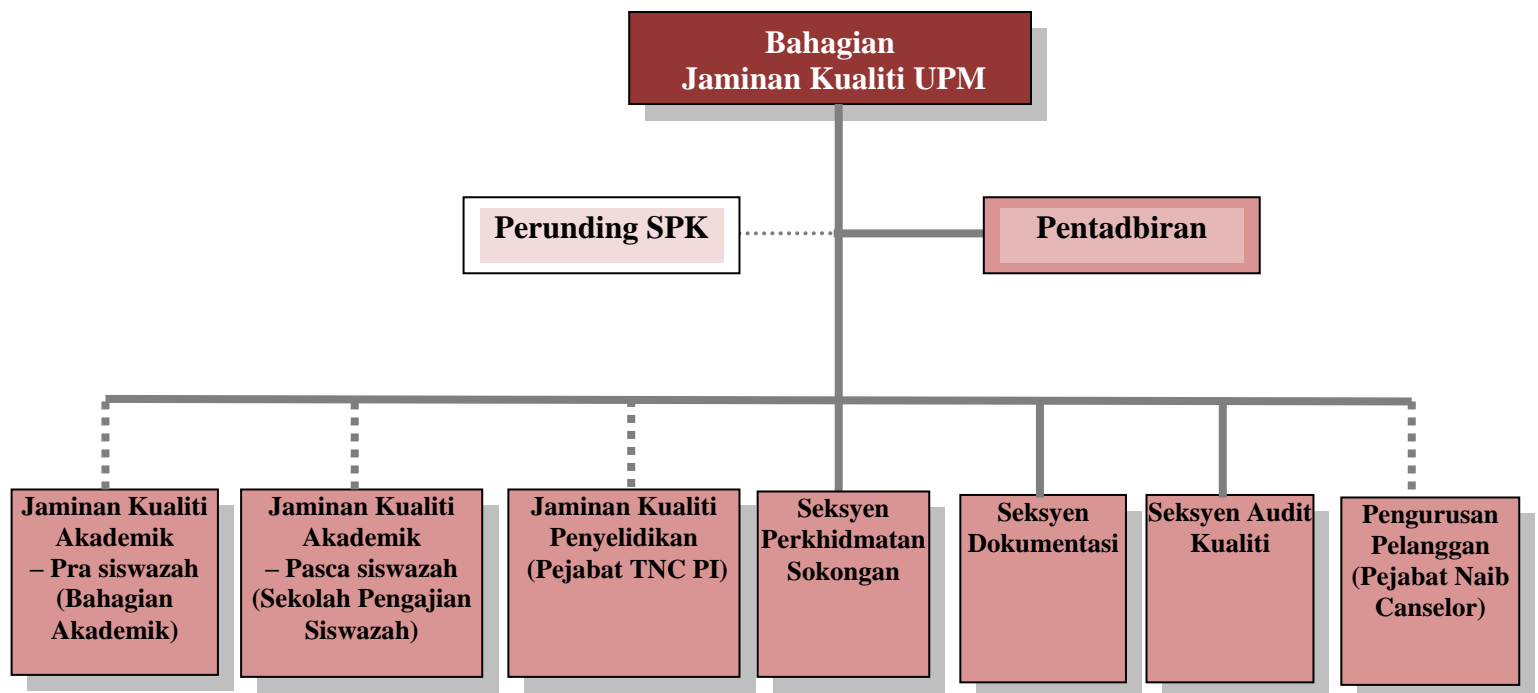 Bahagian
Jaminan Kualiti UPM
Perunding SPK
Pentadbiran
Jaminan Kualiti
Akademik
– Pra siswazah
(Bahagian
Akademik)
Jaminan Kualiti
Akademik
– Pasca siswazah
(Sekolah Pengajian
Siswazah)
Jaminan Kualiti
Penyelidikan
(Pejabat TNC PI)
Seksyen
Perkhidmatan
Sokongan
Seksyen
Dokumentasi
Seksyen Audit
Kualiti
Pengurusan
Pelanggan
(Pejabat Naib
Canselor)